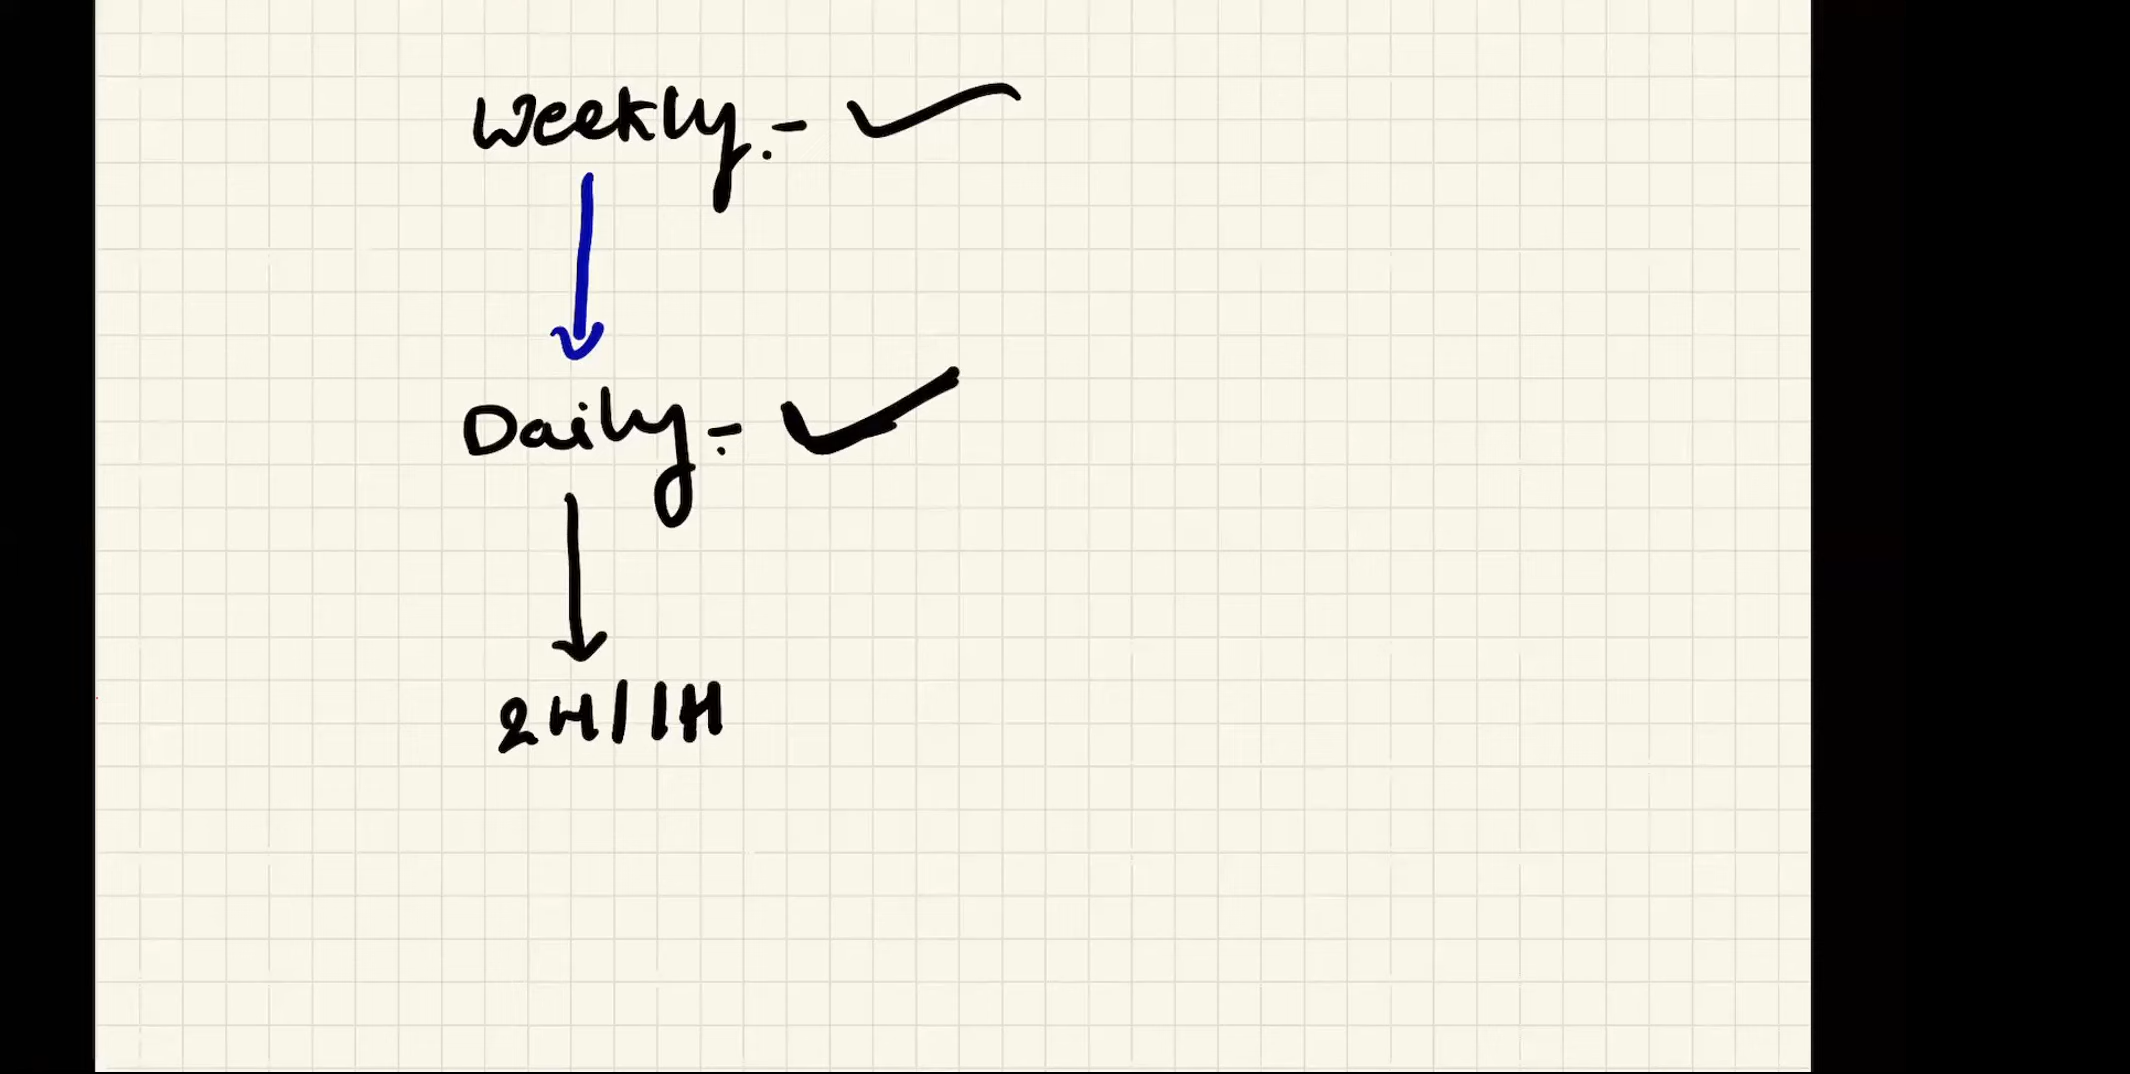 Weekly :- ✓
↓
Daily :- ✓
↓
2H/1H